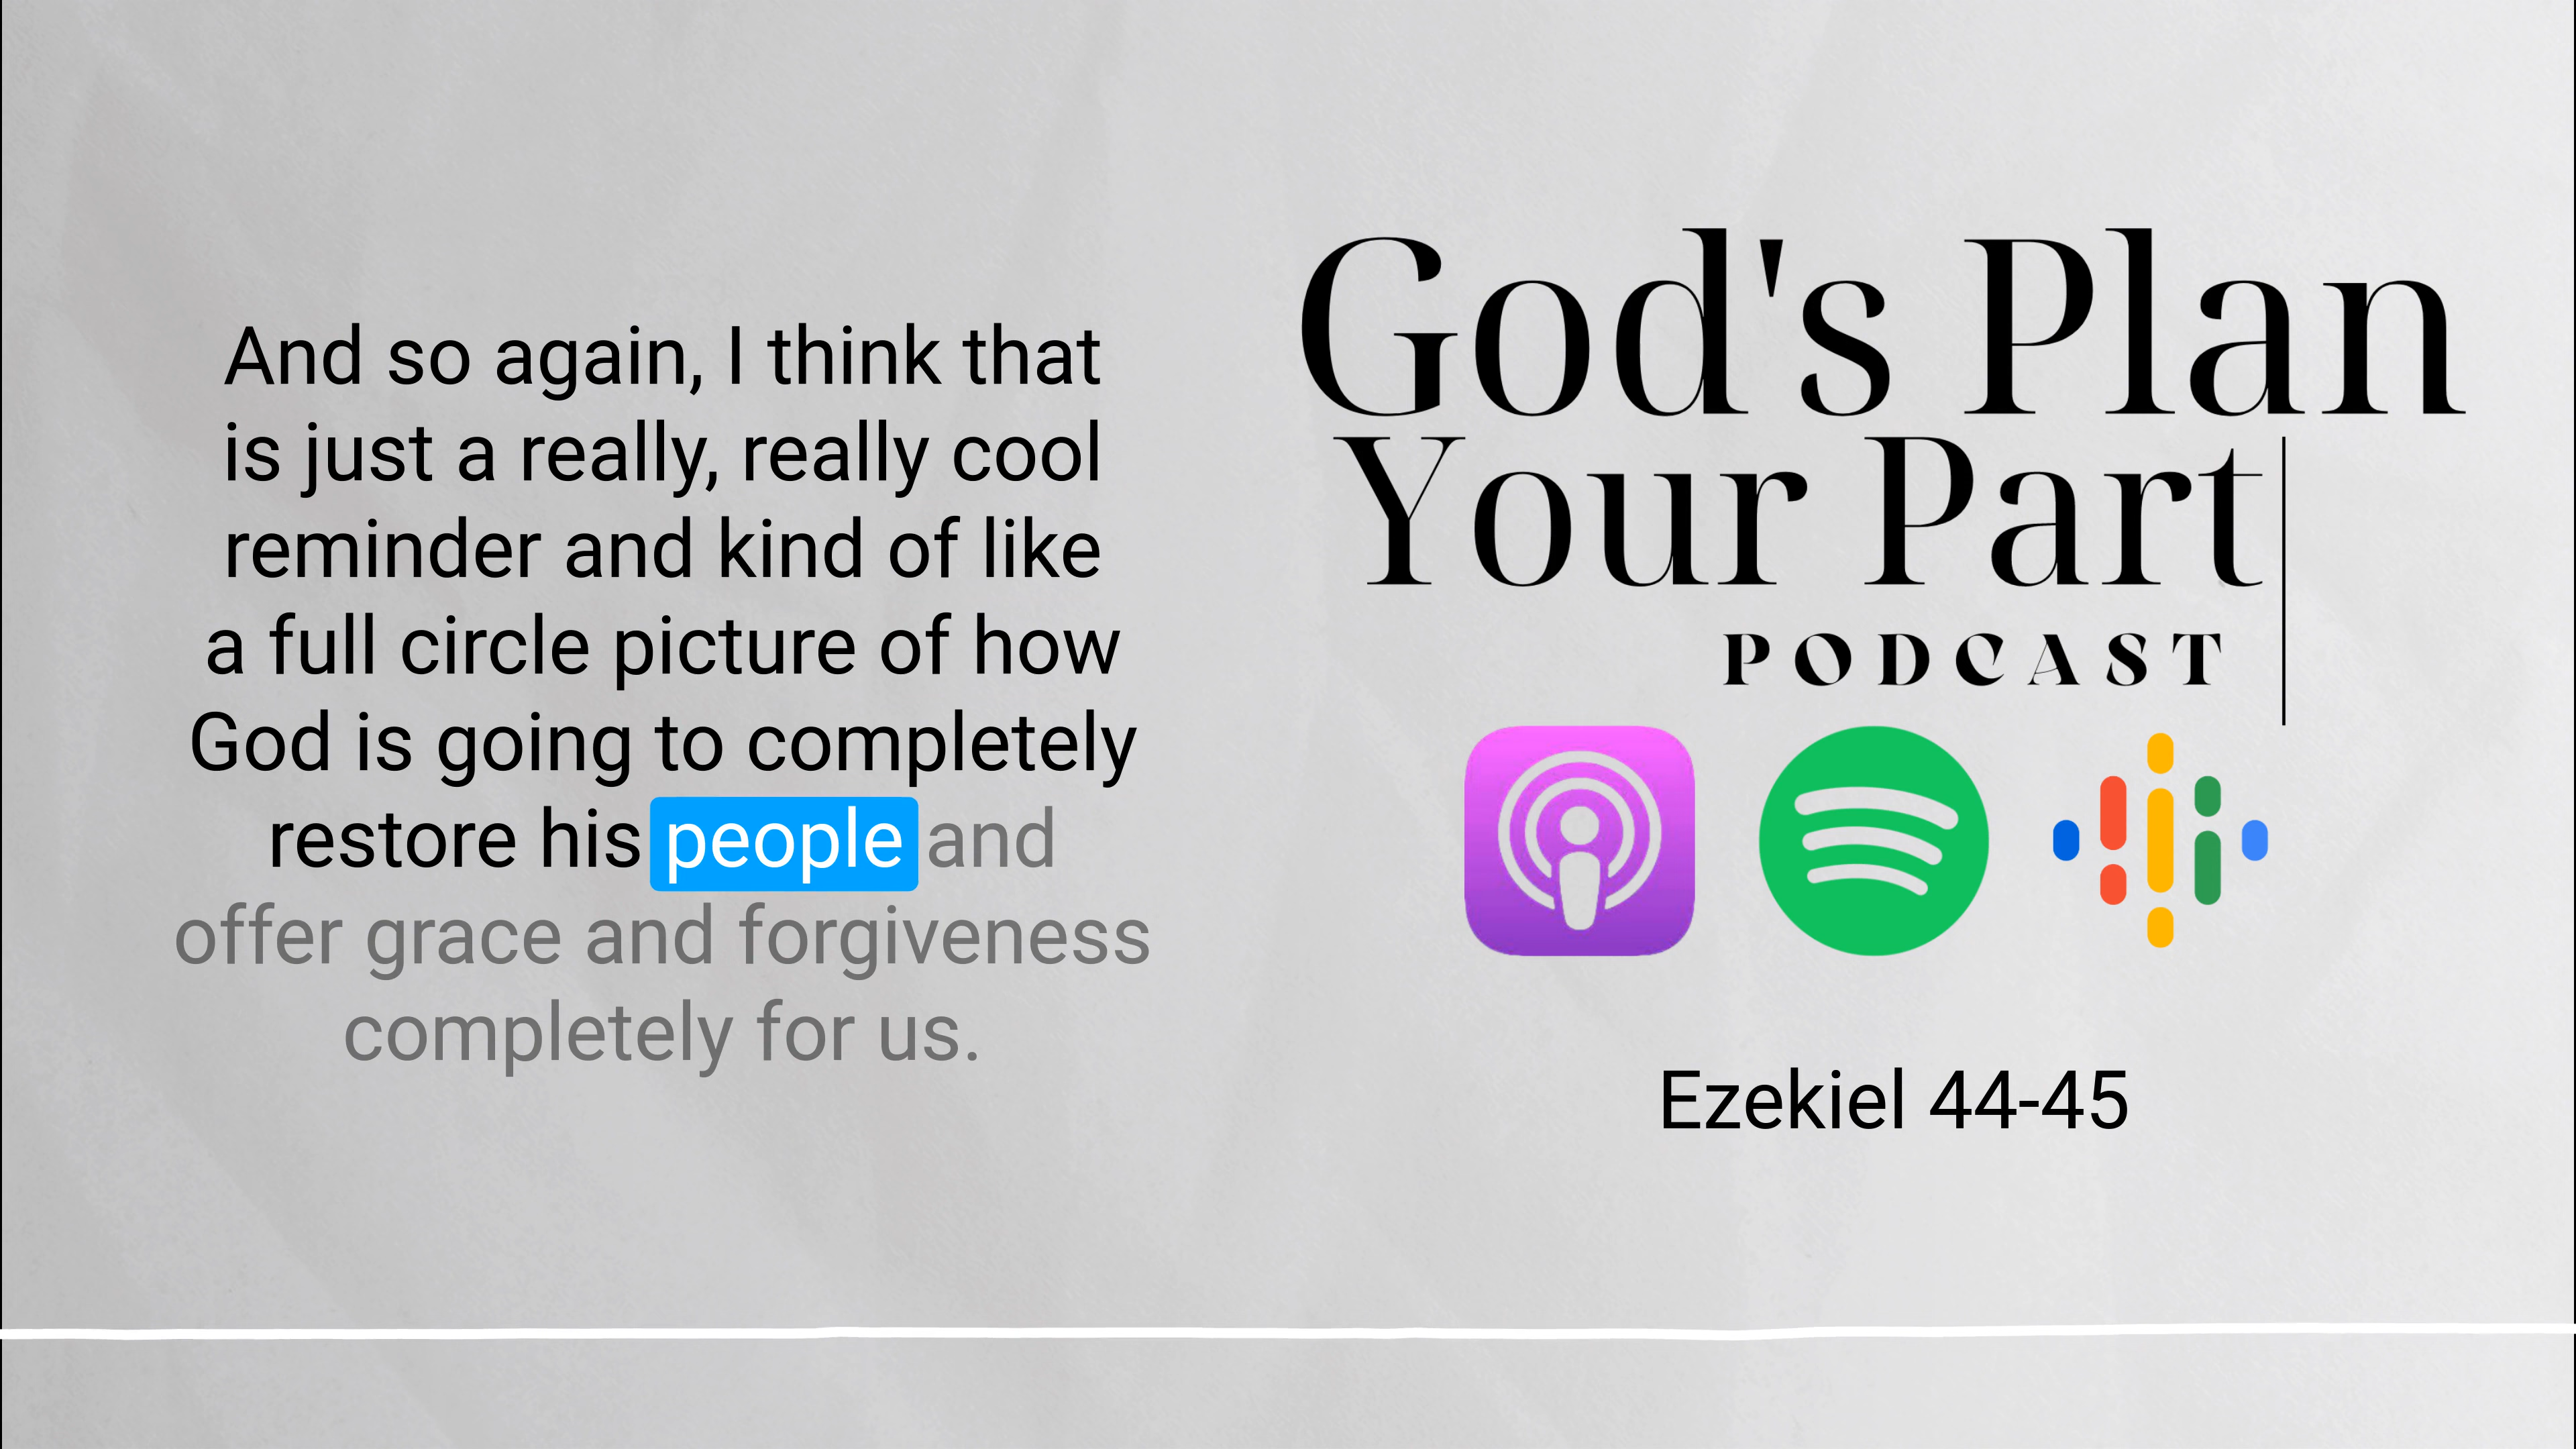 And so again, I think that
is just a really, really cool
reminder and kind of like
a full circle picture of how
God is going to completely
restore his people and
offer grace and forgiveness
completely for us.
God's Plan
Your Part
PODCAST
Ezekiel 44-45